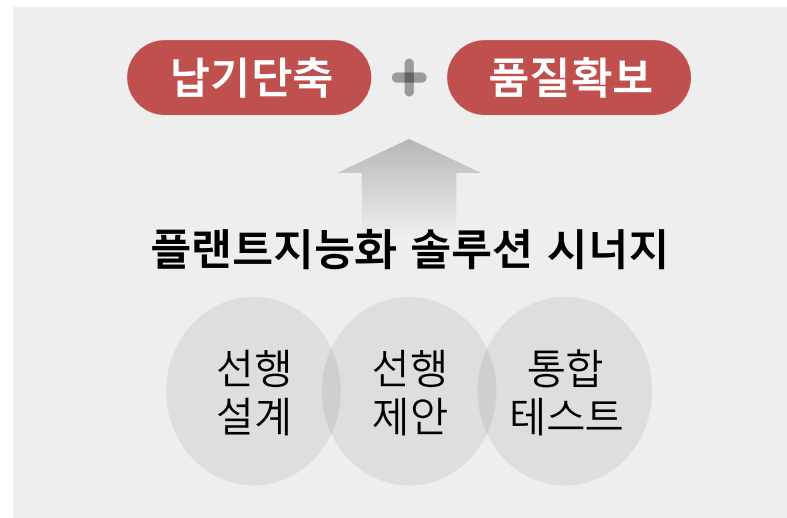 납기단축 + 품질확보
플랜트지능화 솔루션 시너지
선행 설계
선행 제안
통합 테스트